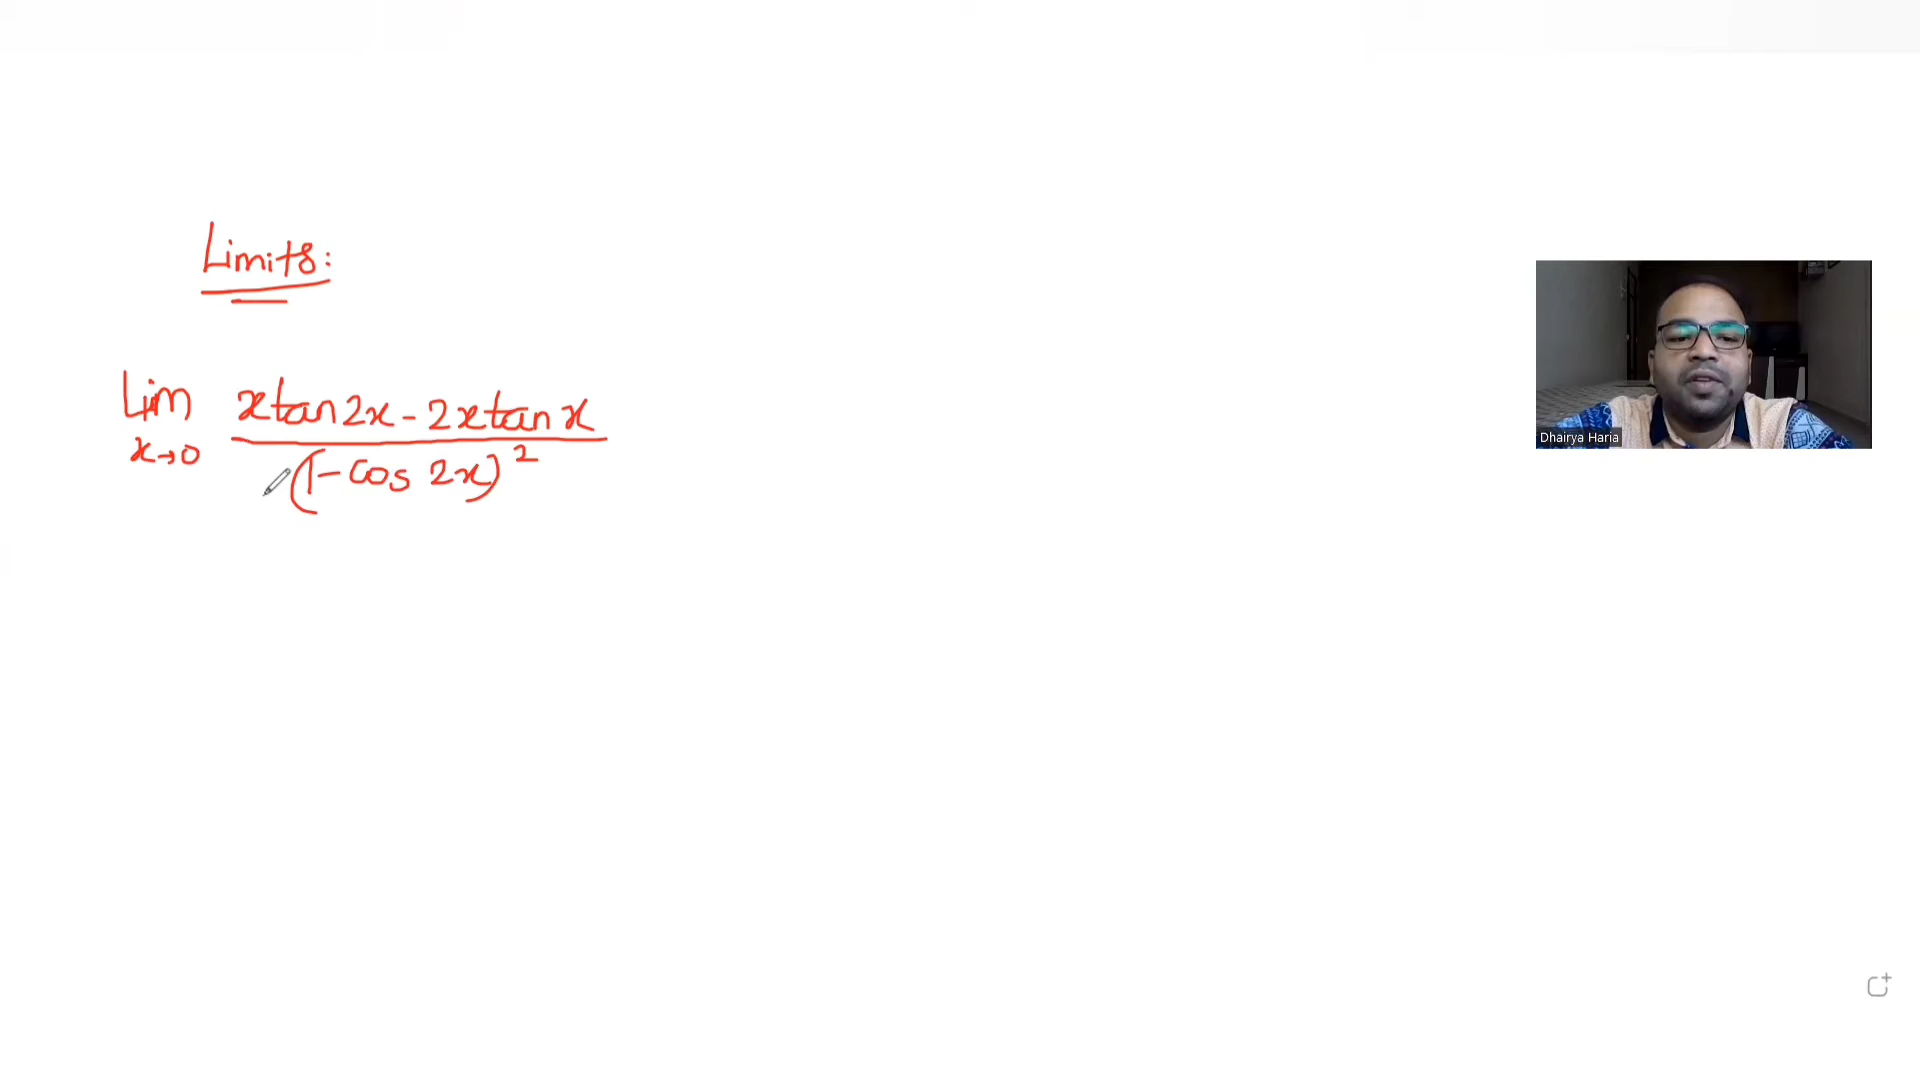 Limits:
Lim x tan 2x - 2x tan x
x→0 (1 - cos 2x)²
Dhairya Haria